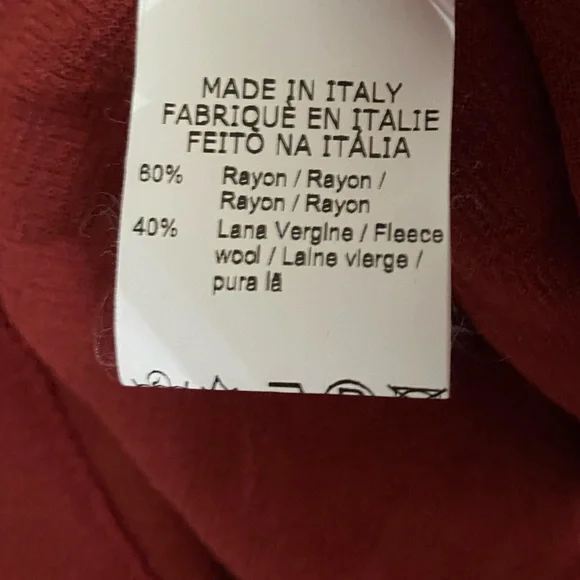 MADE IN ITALY
FABRIQUÈ EN ITALIE
FEITO NA ITÁLIA
60% Rayon / Rayon /
Rayon / Rayon
40% Lana Vergine / Fleece
wool / Laine vierge /
pura lã